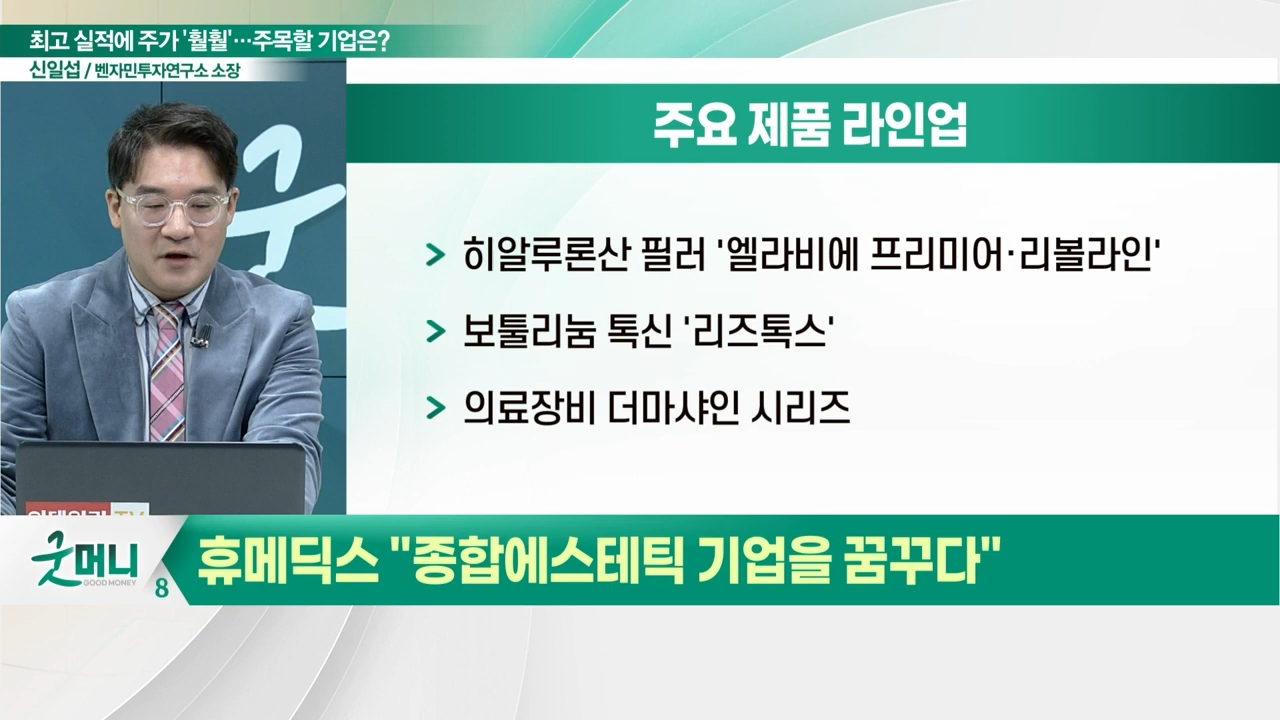 최고 실적에 주가 '훨훨'…주목할 기업은?
신일섭 / 벤자민투자연구소 소장
주요 제품 라인업
> 히알루론산 필러 '엘라비에 프리미어·리볼라인'
> 보툴리눔 톡신 '리즈톡스'
> 의료장비 더마샤인 시리즈
굿머니
GOOD MONEY
8
휴메딕스 "종합에스테틱 기업을 꿈꾸다"